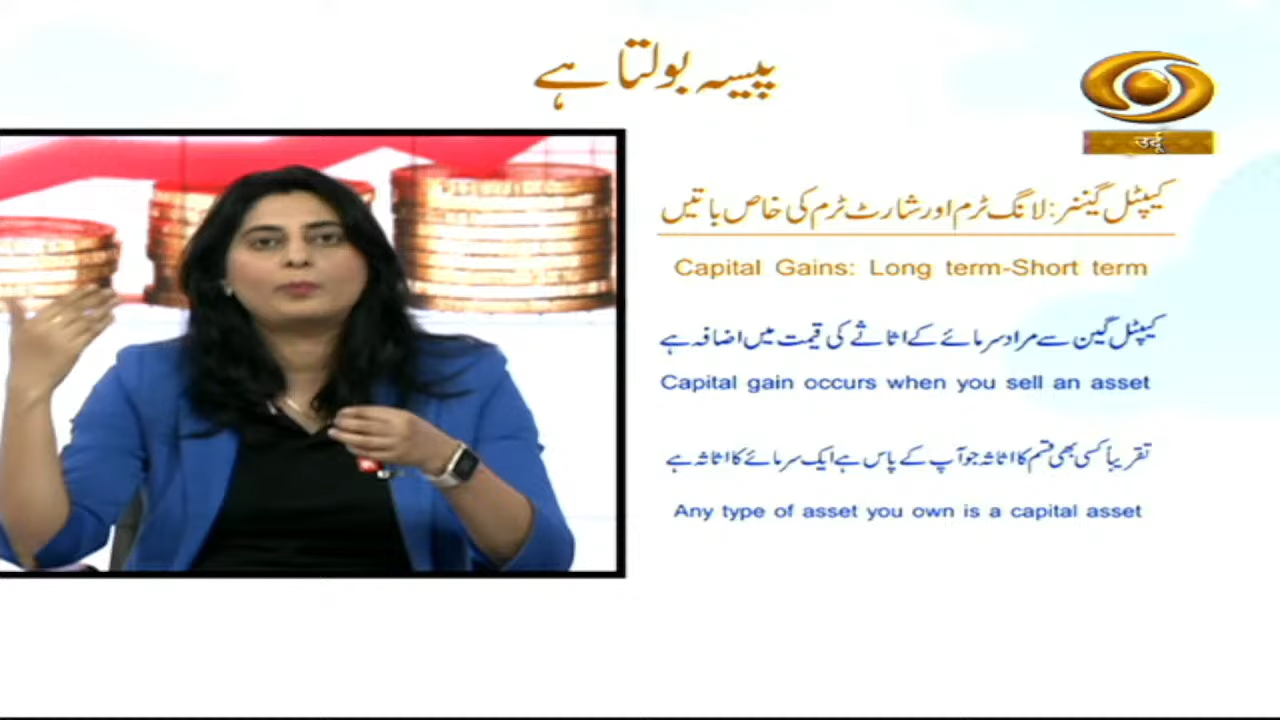 پیسہ بولتا ہے
उर्दू
کیپٹل گینز: لانگ ٹرم اور شارٹ ٹرم کی خاص باتیں
Capital Gains: Long term-Short term
کیپٹل گین سے مراد سرمائے کے اثاثے کی قیمت میں اضافہ ہے
Capital gain occurs when you sell an asset
تقریباً کسی بھی قسم کا اثاثہ جو آپ کے پاس ہے ایک سرمائے کا اثاثہ ہے
Any type of asset you own is a capital asset